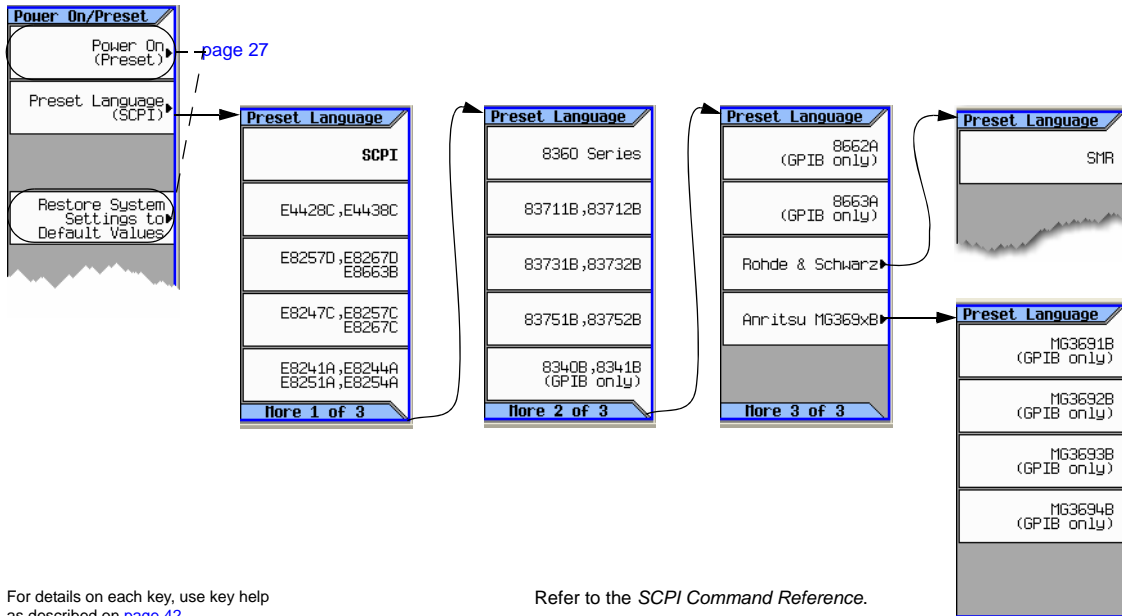 Power On/Preset
Power On
(Preset)
page 27
Preset Language
(SCPI)
Restore System
Settings to
Default Values
Preset Language
SCPI
E4428C,E4438C
E8257D,E8267D
E8663B
E8247C,E8257C
E8267C
E8241A,E8244A
E8251A,E8254A
More 1 of 3
Preset Language
8360 Series
83711B,83712B
83731B,83732B
83751B,83752B
8340B,8341B
(GPIB only)
More 2 of 3
Preset Language
8662A
(GPIB only)
8663A
(GPIB only)
Rohde & Schwarz
Anritsu MG369xB
More 3 of 3
Preset Language
SMR
Preset Language
MG3691B
(GPIB only)
MG3692B
(GPIB only)
MG3693B
(GPIB only)
MG3694B
(GPIB only)
For details on each key, use key help
as described on page 42.
Refer to the SCPI Command Reference.